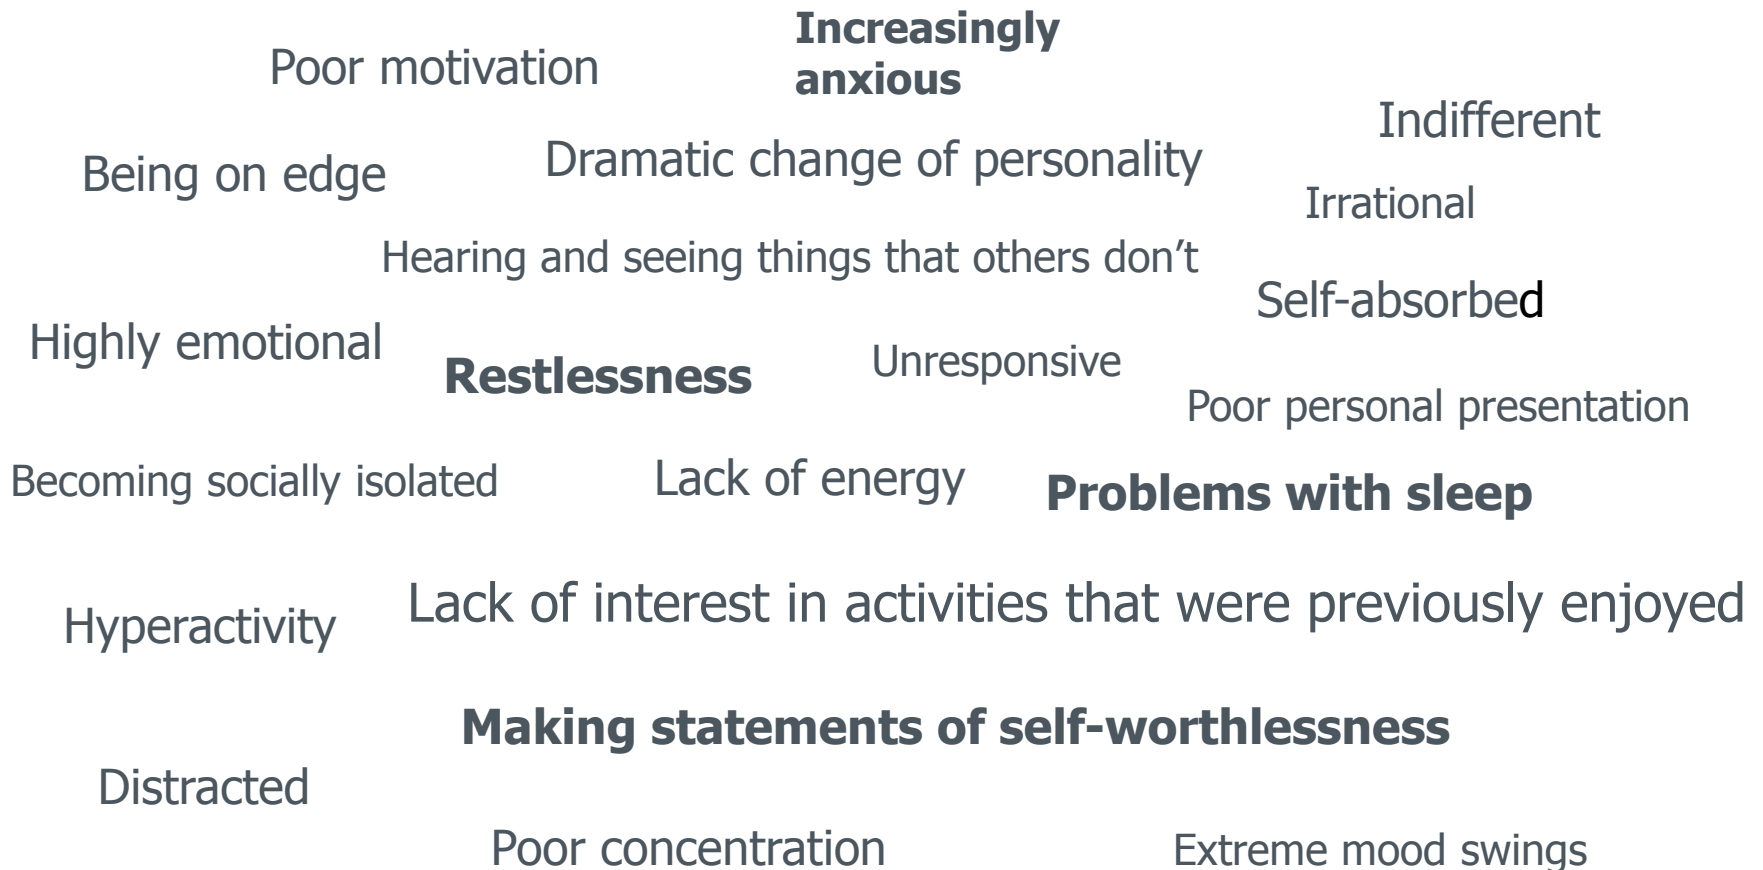 Increasingly
anxious
Poor motivation
Indifferent
Dramatic change of personality
Being on edge
Irrational
Hearing and seeing things that others don’t
Self-absorbed
Highly emotional
Unresponsive
Restlessness
Poor personal presentation
Becoming socially isolated
Lack of energy
Problems with sleep
Lack of interest in activities that were previously enjoyed
Hyperactivity
Making statements of self-worthlessness
Distracted
Poor concentration
Extreme mood swings